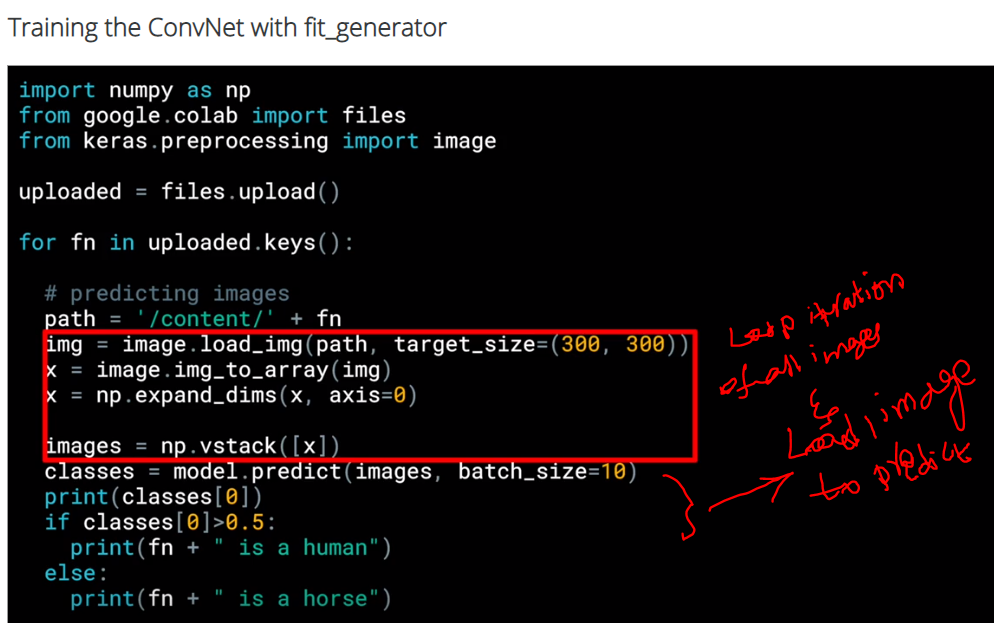 Training the ConvNet with fit_generator
import numpy as np
from google.colab import files
from keras.preprocessing import image
uploaded = files.upload()
for fn in uploaded.keys():
# predicting images
path = '/content/' + fn
img = image.load_img(path, target_size=(300, 300))
x = image.img_to_array(img)
x = np.expand_dims(x, axis=0)
images = np.vstack([x])
classes = model.predict(images, batch_size=10)
print(classes[0])
if classes[0]>0.5:
print(fn + " is a human")
else:
print(fn + " is a horse")
Loop itration
of all images
&
Load image
to predict